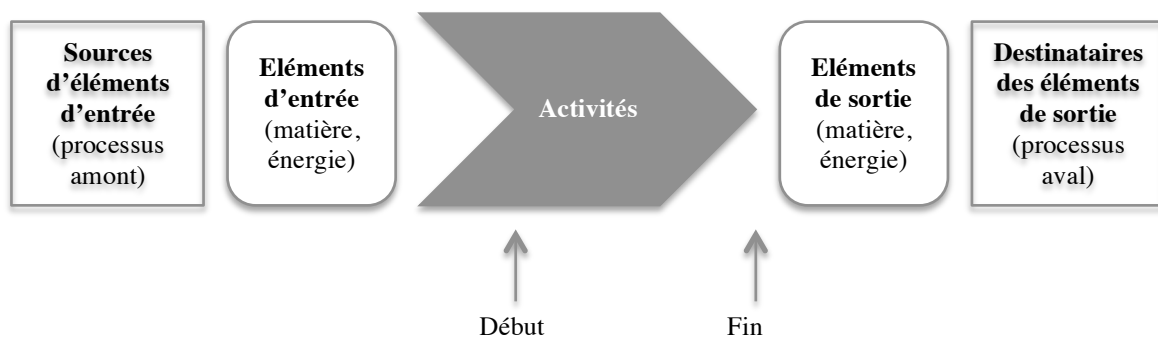 Sources
d’éléments
d’entrée
(processus
amont)
Eléments
d’entrée
(matière,
énergie)
Activités
Eléments
de sortie
(matière,
énergie)
Destinataires
des éléments
de sortie
(processus
aval)
Début
Fin